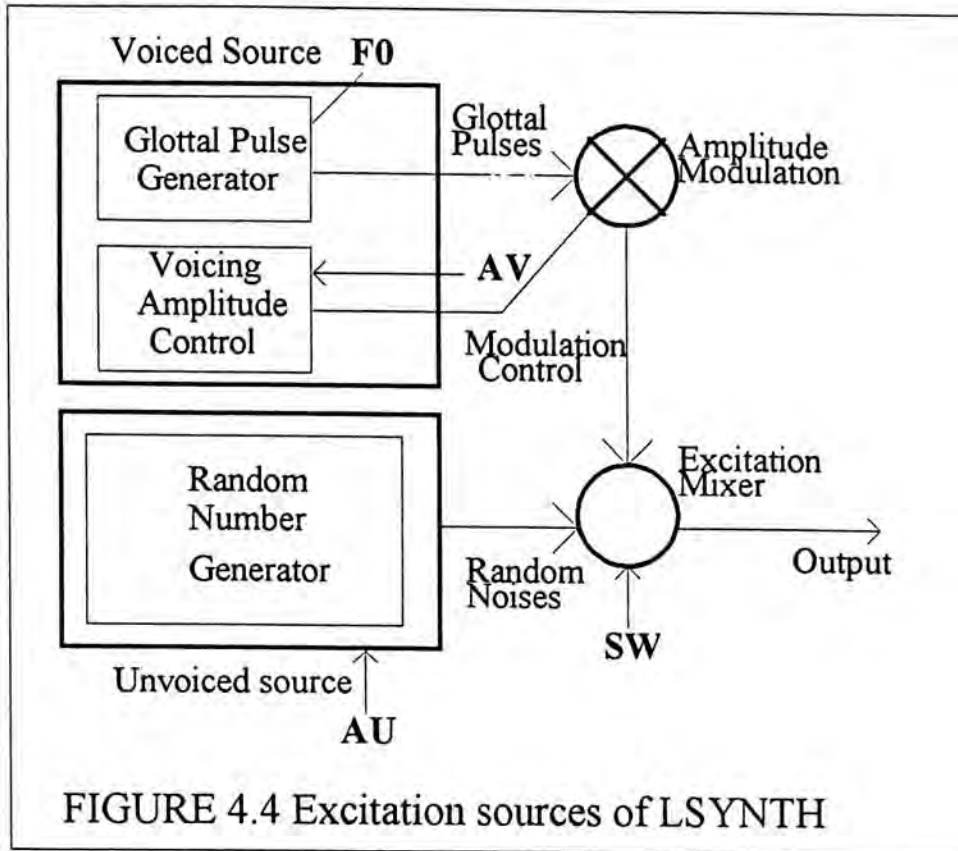 Voiced Source F0
Glottal Pulse
Generator
Glottal
Pulses
Amplitude
Modulation
Voicing
Amplitude
Control
AV
Modulation
Control
Random
Number
Generator
Excitation
Mixer
Random
Noises
Output
SW
Unvoiced source
AU
FIGURE 4.4 Excitation sources of LSYNTH